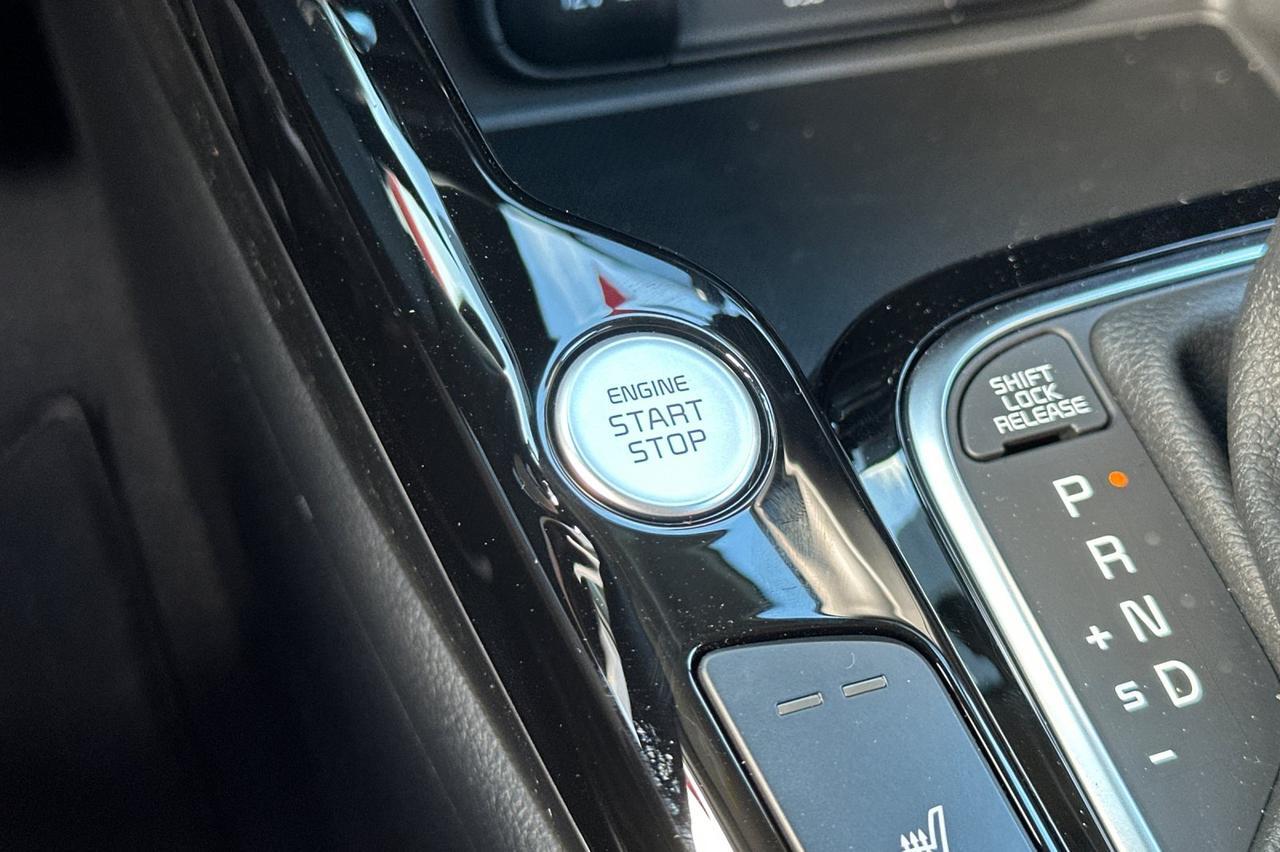 ENGINE
START
STOP
SHIFT
LOCK
RELEASE
P
R
N
D
+
S
-